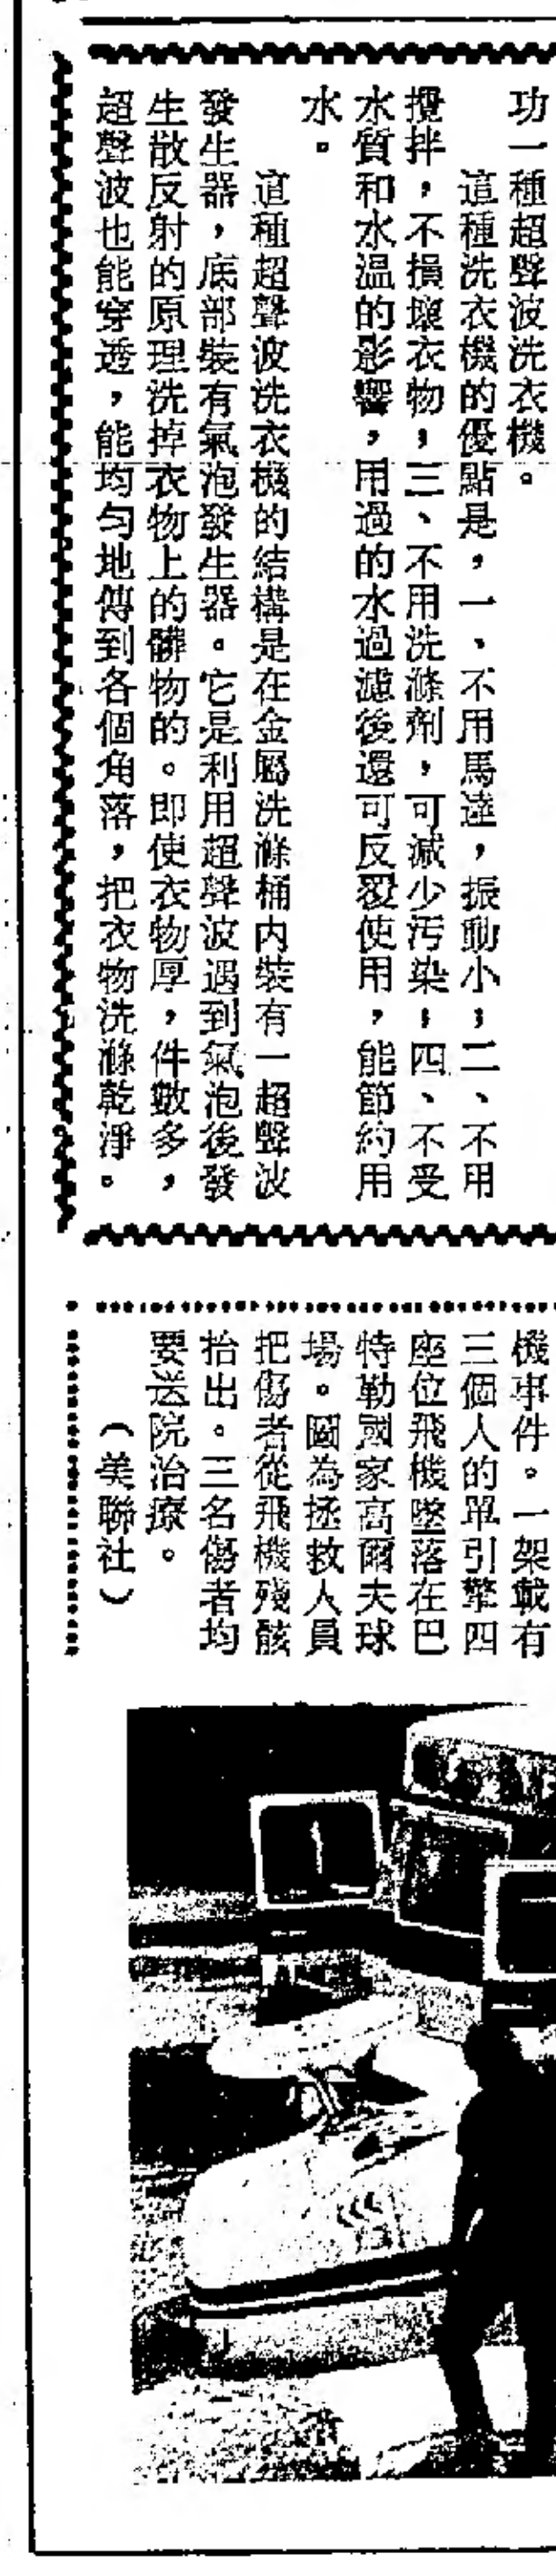 功一種超聲波洗衣機。
這種洗衣機的優點是，一、不用馬達，振動小；二、不用
攪拌，不損壞衣物；三、不用洗滌劑，可減少污染；四、不受
水質和水溫的影響，用過的水過濾後還可反覆使用，能節約用
水。
這種超聲波洗衣機的結構是在金屬洗滌桶內裝有一超聲波
發生器，底部裝有氣泡發生器。它是利用超聲波遇到氣泡後發
生散反射的原理洗掉衣物上的髒物的。即使衣物厚，件數多，
超聲波也能穿透，能均勻地傳到各個角落，把衣物洗滌乾淨。
機事件。一架載有
三個人的單引擎四
座位飛機墜落在巴
特勒國家高爾夫球
場。圖為拯救人員
把傷者從飛機殘骸
抬出。三名傷者均
要送院治療。
（美聯社）